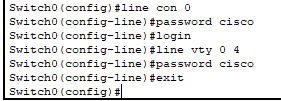 Switch0(config)#line con 0
Switch0(config-line)#password cisco
Switch0(config-line)#login
Switch0(config-line)#line vty 0 4
Switch0(config-line)#password cisco
Switch0(config-line)#exit
Switch0(config)#